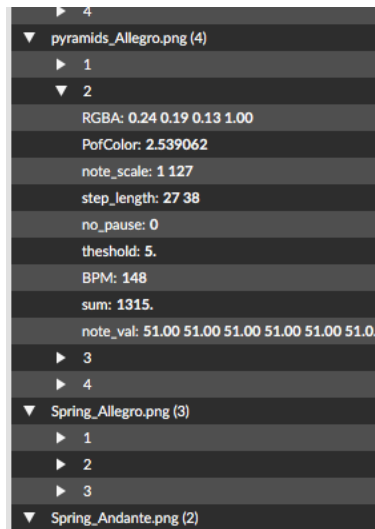 4
pyramids_Allegro.png (4)
1
2
RGBA: 0.24 0.19 0.13 1.00
PofColor: 2.539062
note_scale: 1 127
step_length: 27 38
no_pause: 0
theshold: 5.
BPM: 148
sum: 1315.
note_val: 51.00 51.00 51.00 51.00 51.00 51.0
3
4
Spring_Allegro.png (3)
1
2
3
Spring_Andante.png (2)